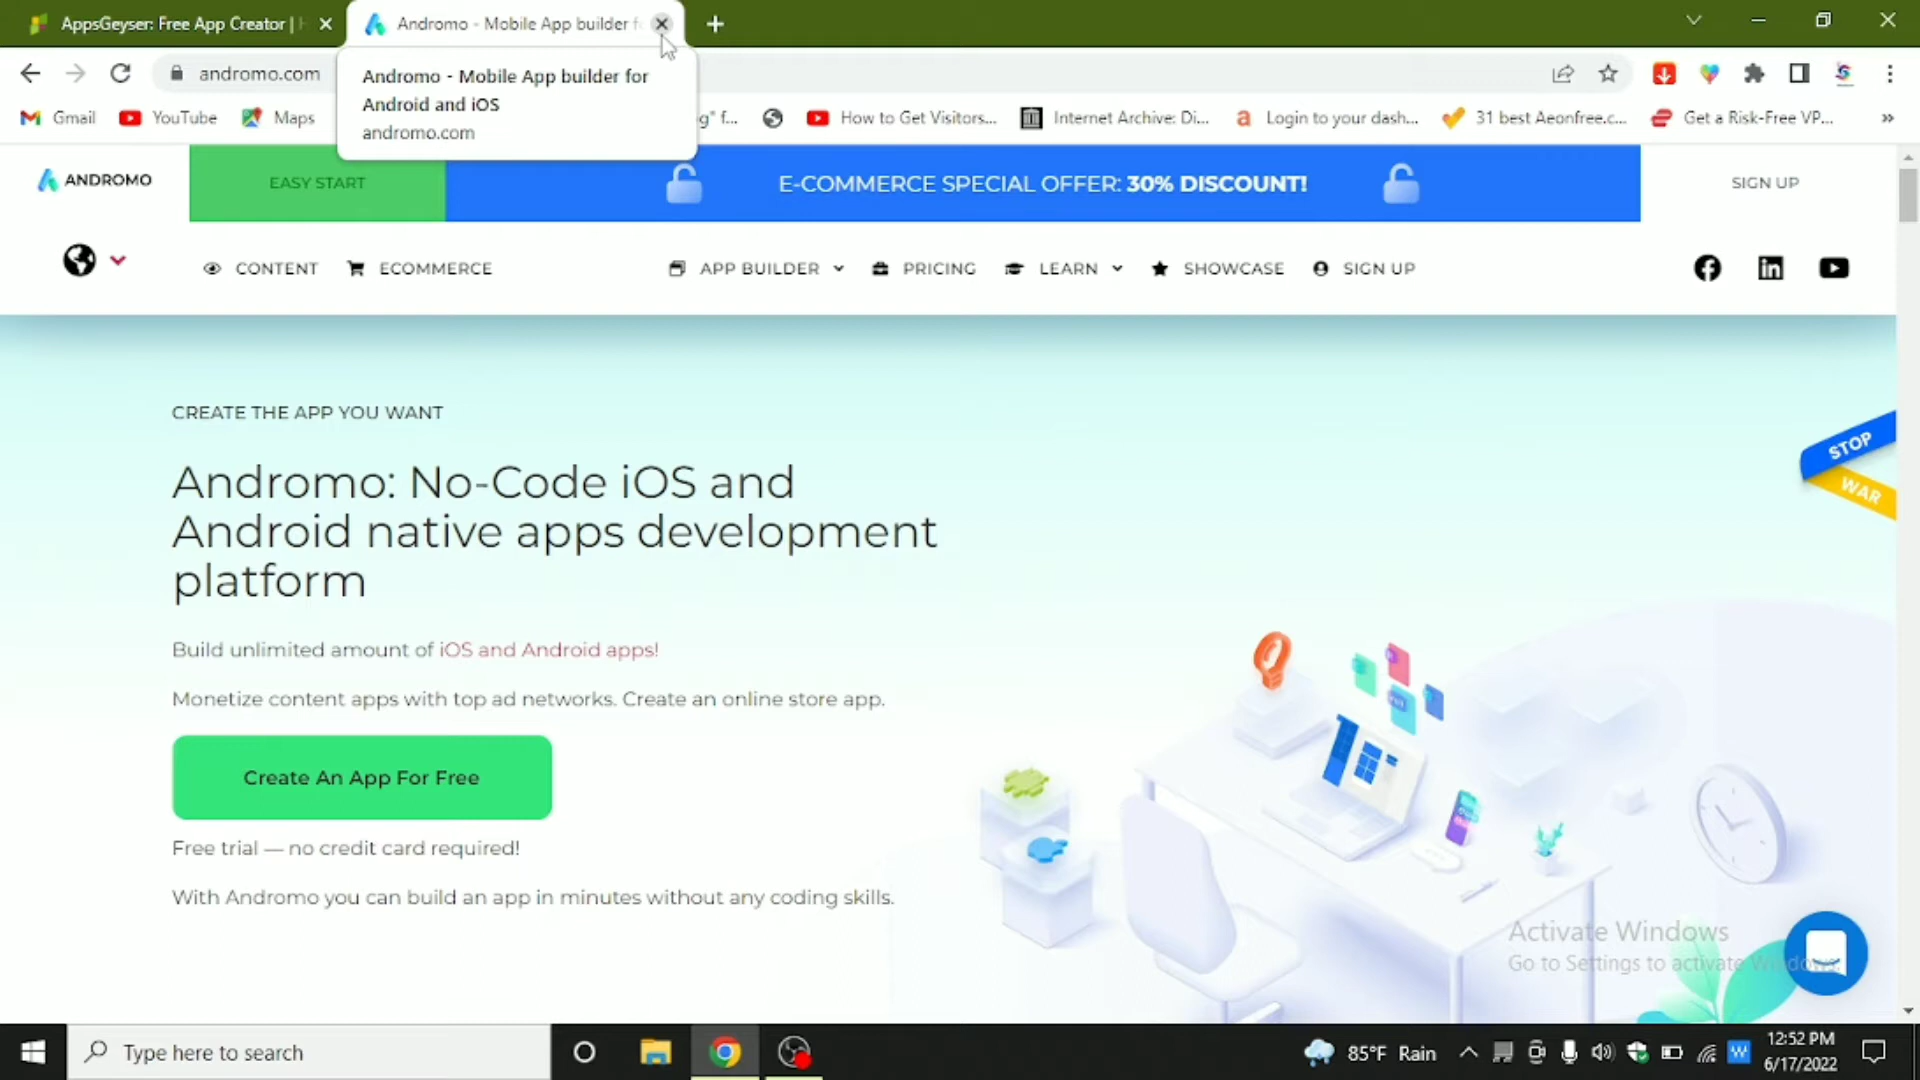 AppsGeyser: Free App Creator |
Andromo - Mobile App builder f
andromo.com
Andromo - Mobile App builder for
Android and iOS
andromo.com
Gmail
YouTube
Maps
g" f...
How to Get Visitors...
Internet Archive: Di...
Login to your dash...
31 best Aeonfree.c...
Get a Risk-Free VP...
ANDROMO
EASY START
E-COMMERCE SPECIAL OFFER: 30% DISCOUNT!
SIGN UP
CONTENT
ECOMMERCE
APP BUILDER
PRICING
LEARN
SHOWCASE
SIGN UP
CREATE THE APP YOU WANT
STOP
WAR
Andromo: No-Code iOS and
Android native apps development
platform
Build unlimited amount of iOS and Android apps!
Monetize content apps with top ad networks. Create an online store app.
Create An App For Free
Free trial — no credit card required!
With Andromo you can build an app in minutes without any coding skills.
Activate Windows
Go to Settings to activate Windows.
Type here to search
85°F Rain
12:52 PM
6/17/2022